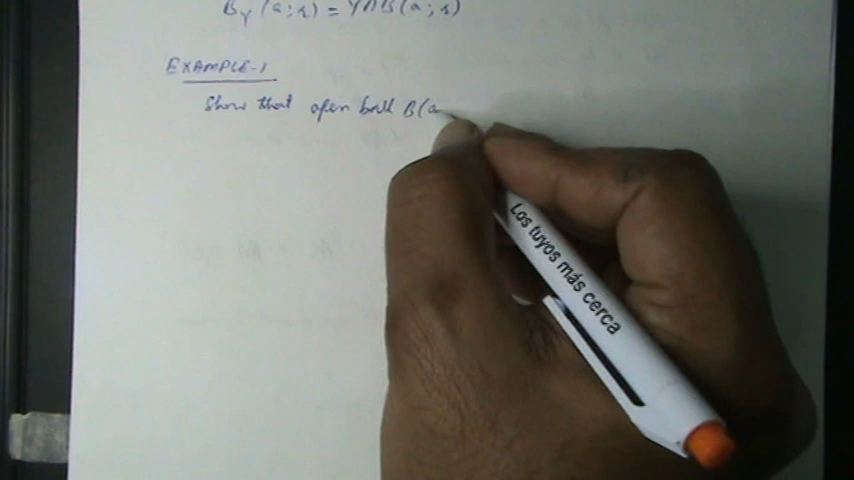 B_Y(a;r) = Y∩B(a;r)
EXAMPLE-1
Show that open ball B(a
Los tuyos más cerca